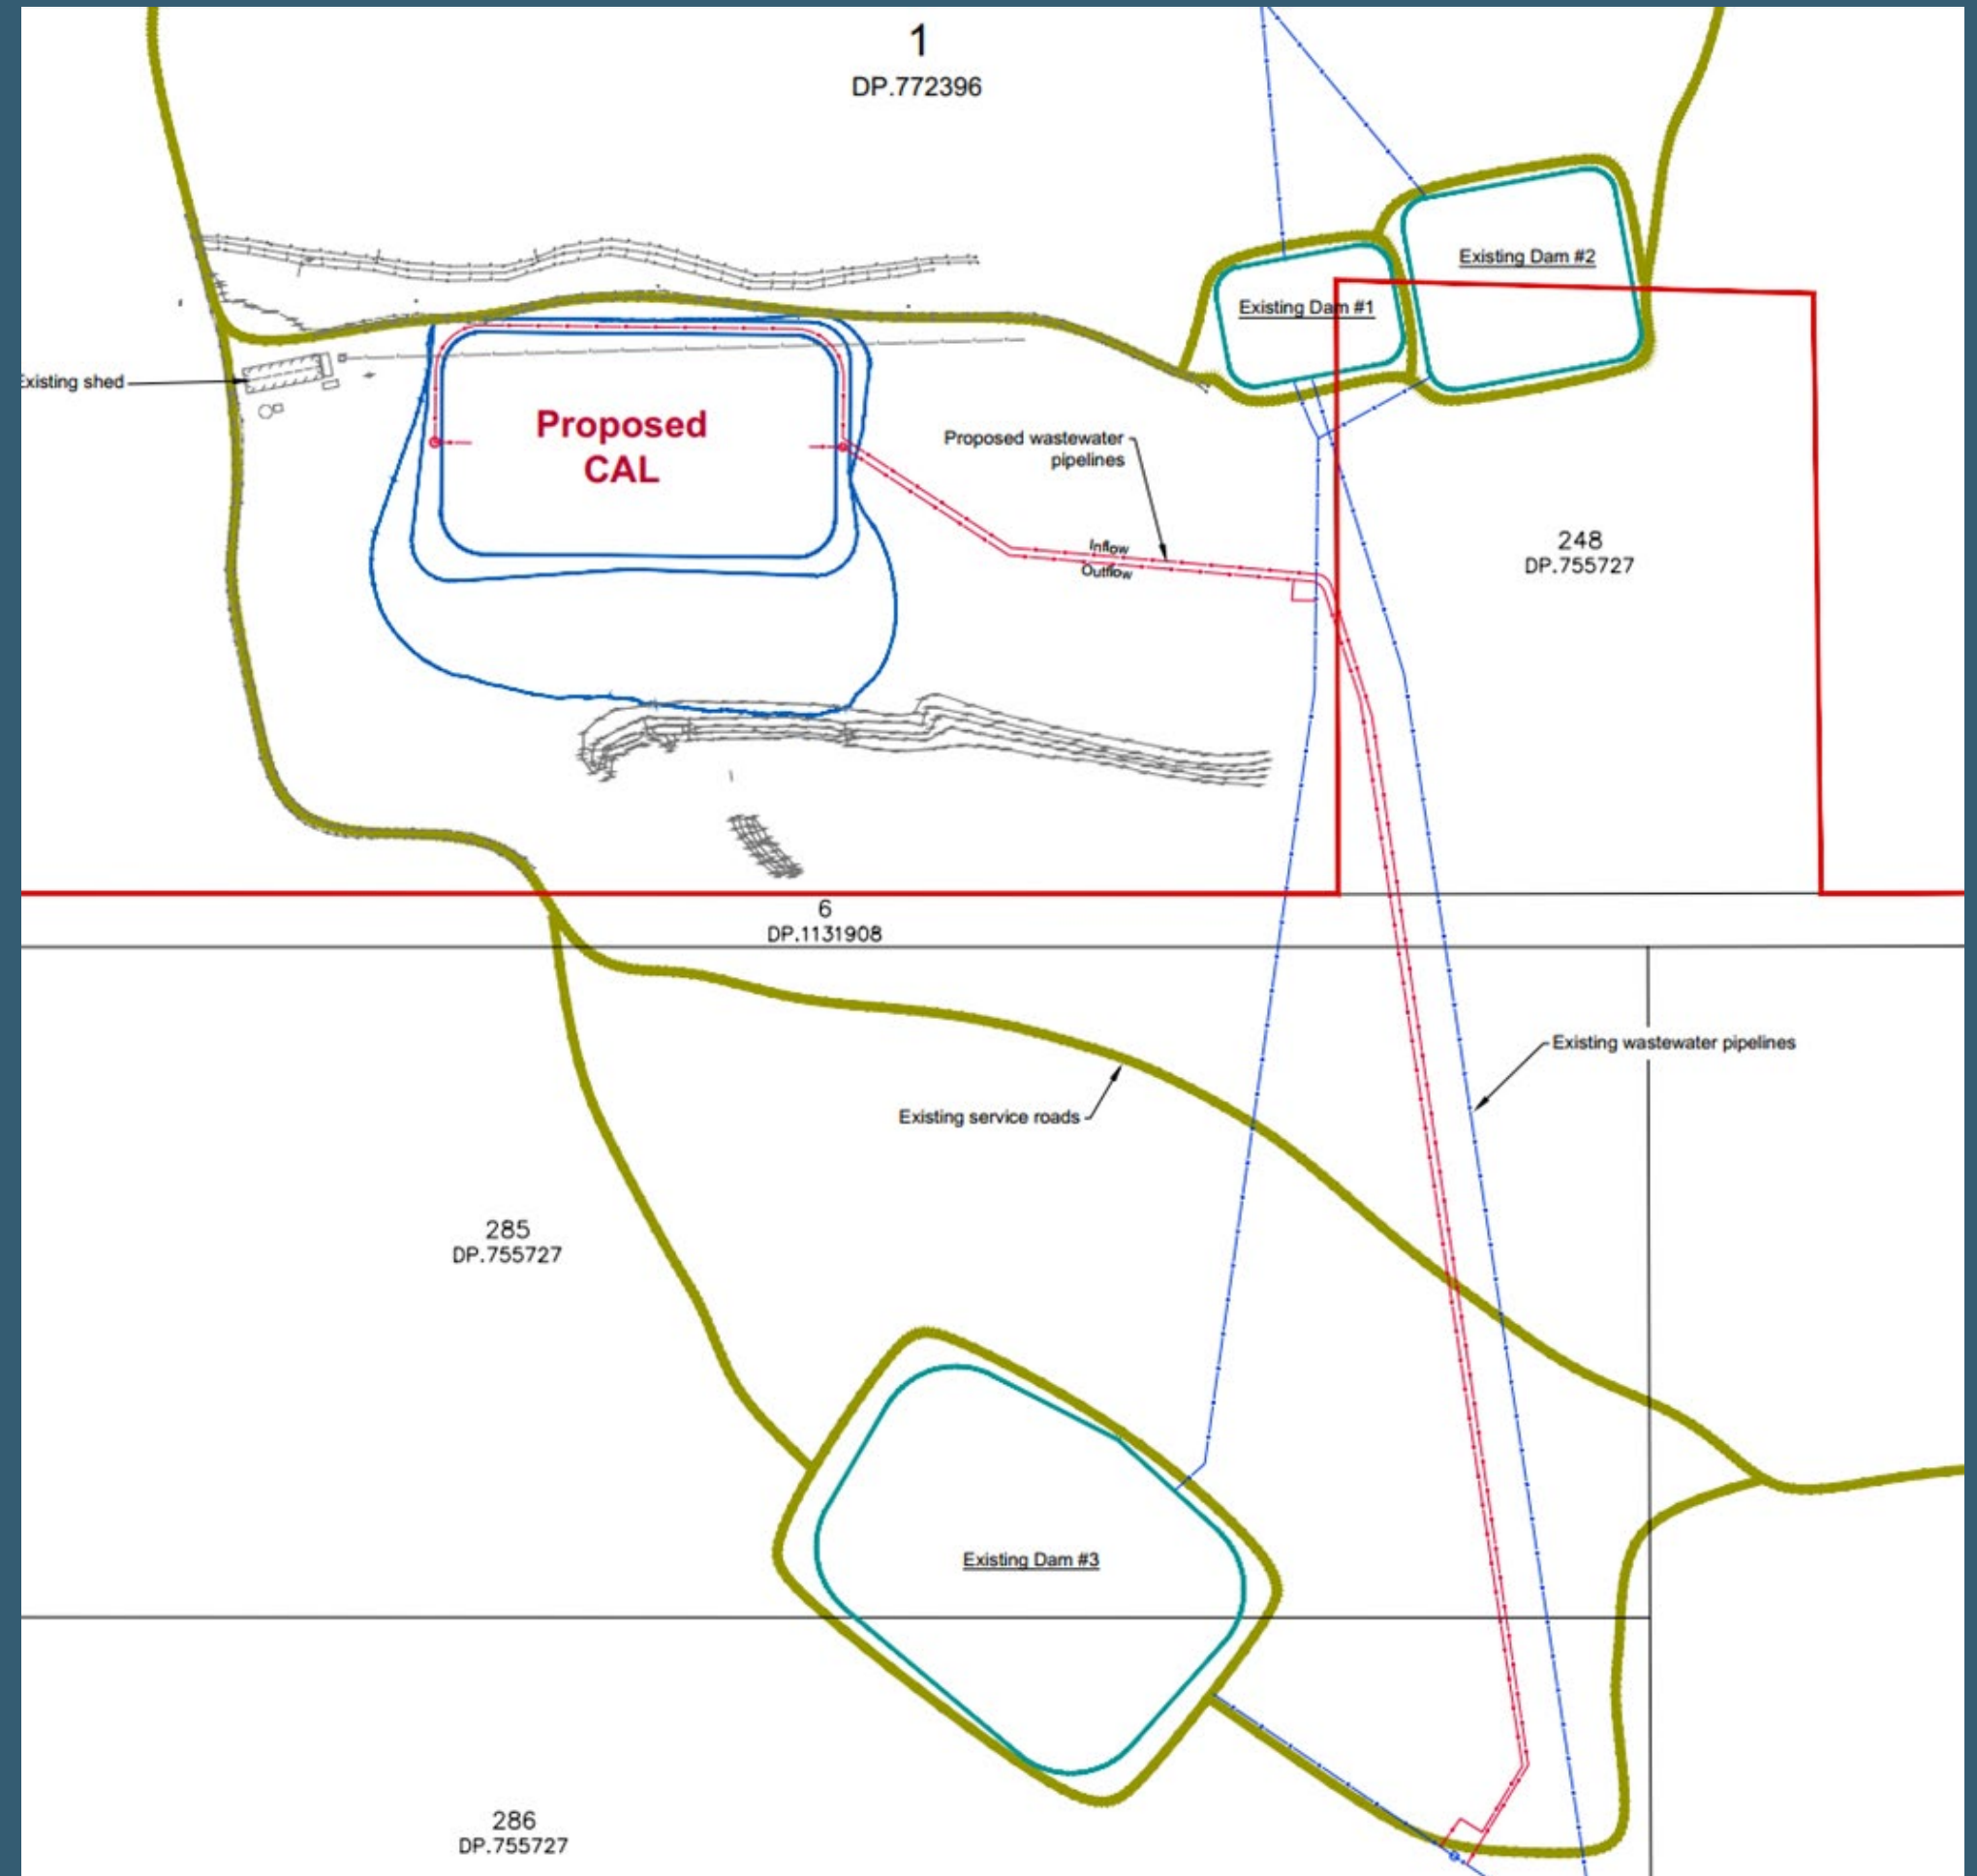 1
DP.772396
Existing Dam #2
Existing Dam #1
Existing shed
Proposed
CAL
Proposed wastewater
pipelines
Inflow
Outflow
248
DP.755727
6
DP.1131908
Existing wastewater pipelines
Existing service roads
285
DP.755727
Existing Dam #3
286
DP.755727